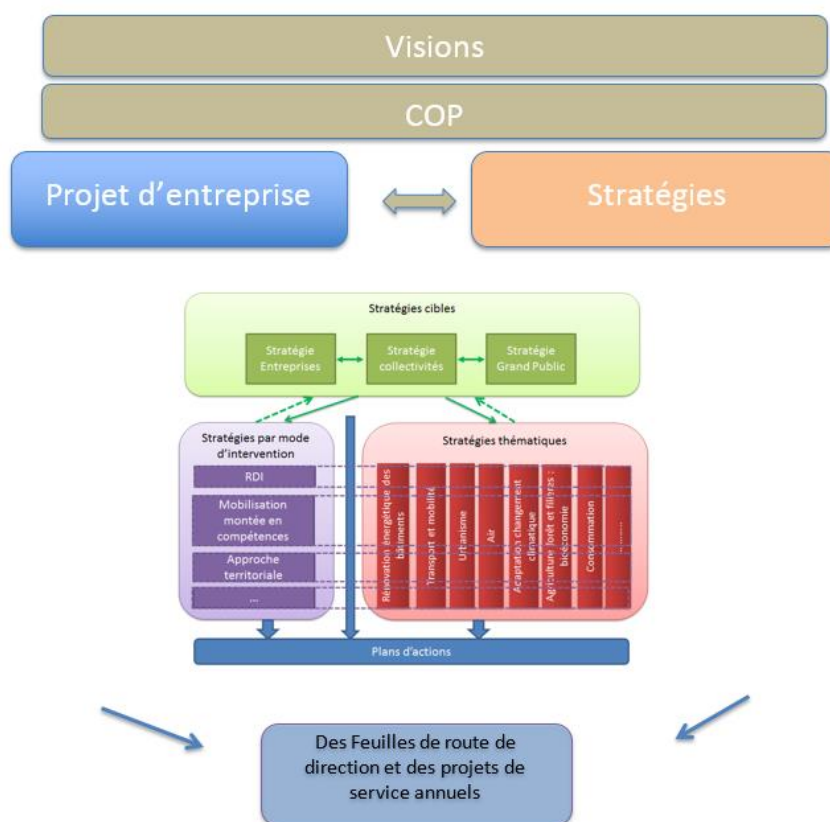 Visions
COP
Projet d'entreprise
Stratégies
Stratégies cibles
Stratégie
Entreprises
Stratégie
collectivités
Stratégie
Grand Public
Stratégies par mode
d'intervention
RDI
Mobilisation
montée en
compétences
Approche
territoriale
...
Stratégies thématiques
Rénovation énergétique des
bâtiments
Transport et mobilité
Urbanisme
Air
Adaptation changement
climatique
Agriculture forêt et filières :
bioéconomie
Consommation
Plans d'actions
Des Feuilles de route de
direction et des projets de
service annuels